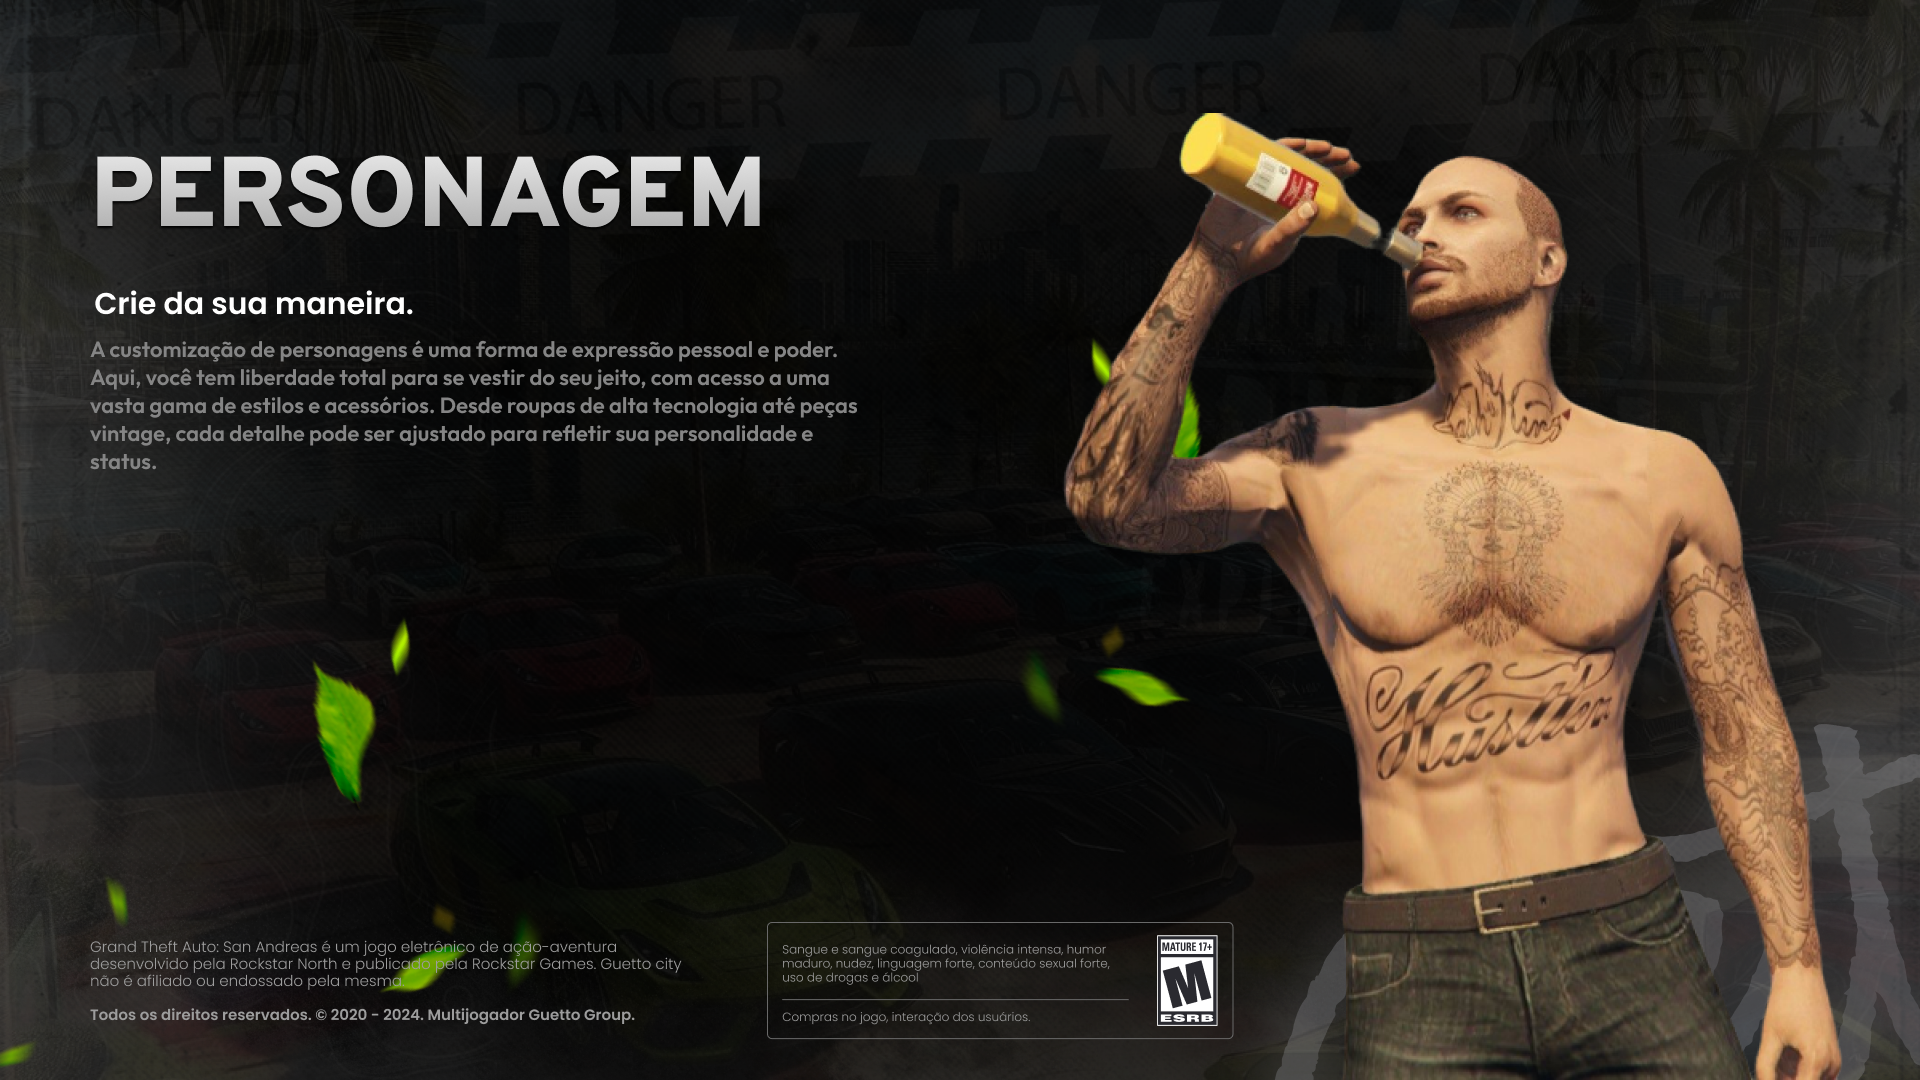 DANGER DANGER DANGER DANGER
PERSONAGEM
Crie da sua maneira.
A customização de personagens é uma forma de expressão pessoal e poder.
Aqui, você tem liberdade total para se vestir do seu jeito, com acesso a uma
vasta gama de estilos e acessórios. Desde roupas de alta tecnologia até peças
vintage, cada detalhe pode ser ajustado para refletir sua personalidade e
status.
Hustler
Grand Theft Auto: San Andreas é um jogo eletrônico de ação-aventura
desenvolvido pela Rockstar North e publicado pela Rockstar Games. Guetto city
não é afiliado ou endossado pela mesma.
Todos os direitos reservados. © 2020 - 2024. Multijogador Guetto Group.
Sangue e sangue coagulado, violência intensa, humor
maduro, nudez, linguagem forte, conteúdo sexual forte,
uso de drogas e álcool
Compras no jogo, interação dos usuários.
MATURE 17+
M
ESRB